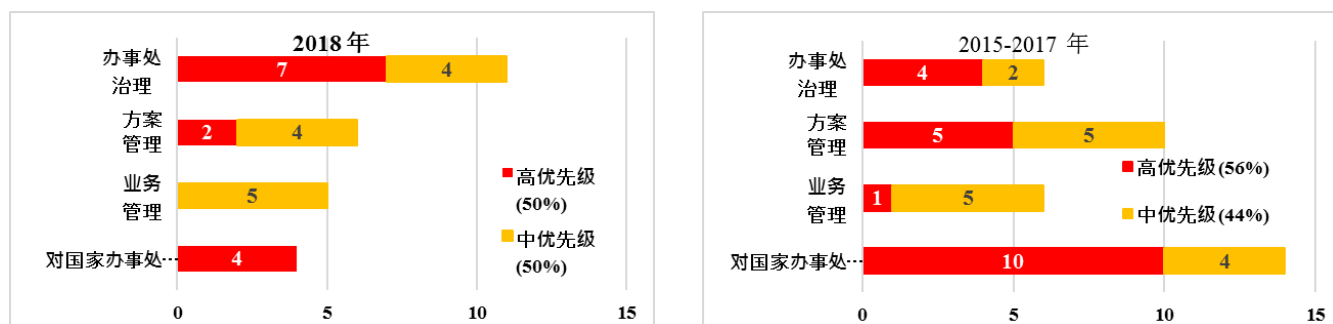 2018 年
办事处
治理
7
4
方案
管理
2
4
业务
管理
5
对国家办事处…
4
高优先级
(50%)
中优先级
(50%)
0
5
10
15
2015-2017 年
办事处
治理
4
2
方案
管理
5
5
业务
管理
1
5
对国家办事处…
10
4
高优先级(56%)
中优先级(44%)
0
5
10
15